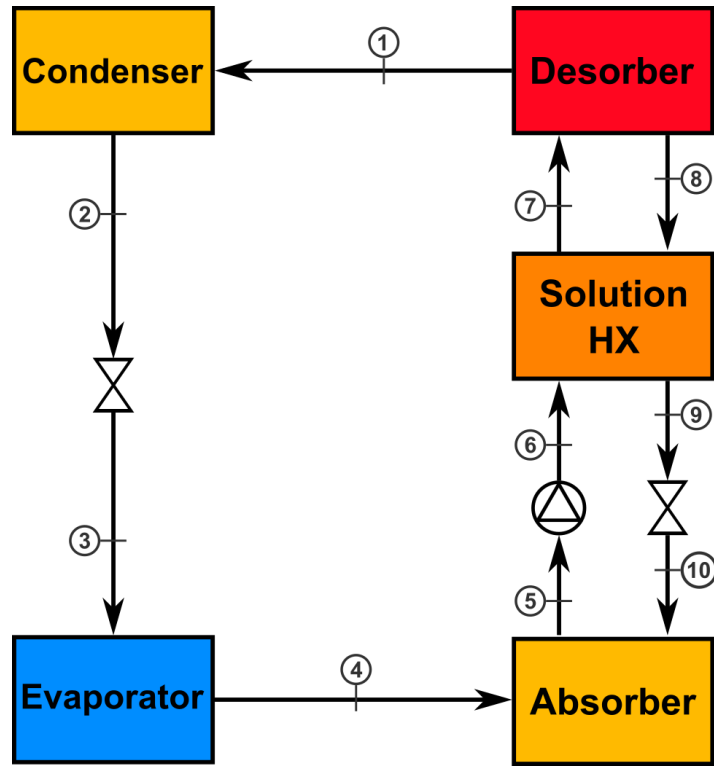 1
Condenser
Desorber
2
7
8
Solution
HX
6
9
3
5
10
4
Evaporator
Absorber